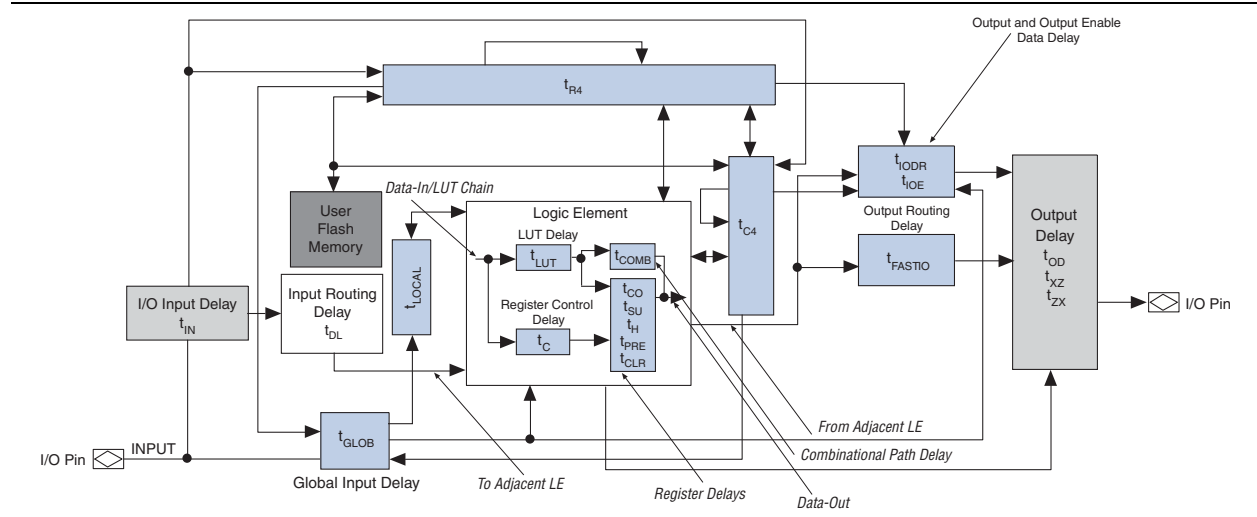 Output and Output Enable
Data Delay
tR4
tIODR
tIOE
Data-In/LUT Chain
User
Flash
Memory
Logic Element
LUT Delay
tLUT
tCOMB
tC4
Output Routing
Delay
tFASTIO
Output
Delay
tOD
tXZ
tZX
I/O Pin
tLOCAL
I/O Input Delay
tIN
Input Routing
Delay
tDL
Register Control
Delay
tC
tCO
tSU
tH
tPRE
tCLR
From Adjacent LE
I/O Pin
INPUT
tGLOB
Global Input Delay
To Adjacent LE
Combinational Path Delay
Register Delays
Data-Out